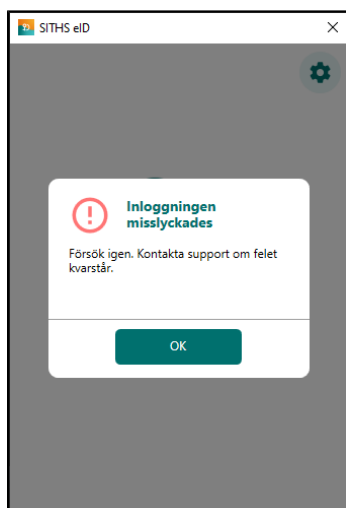 SITHS eID
Inloggningen
misslyckades
Försök igen. Kontakta support om felet
kvarstår.
OK